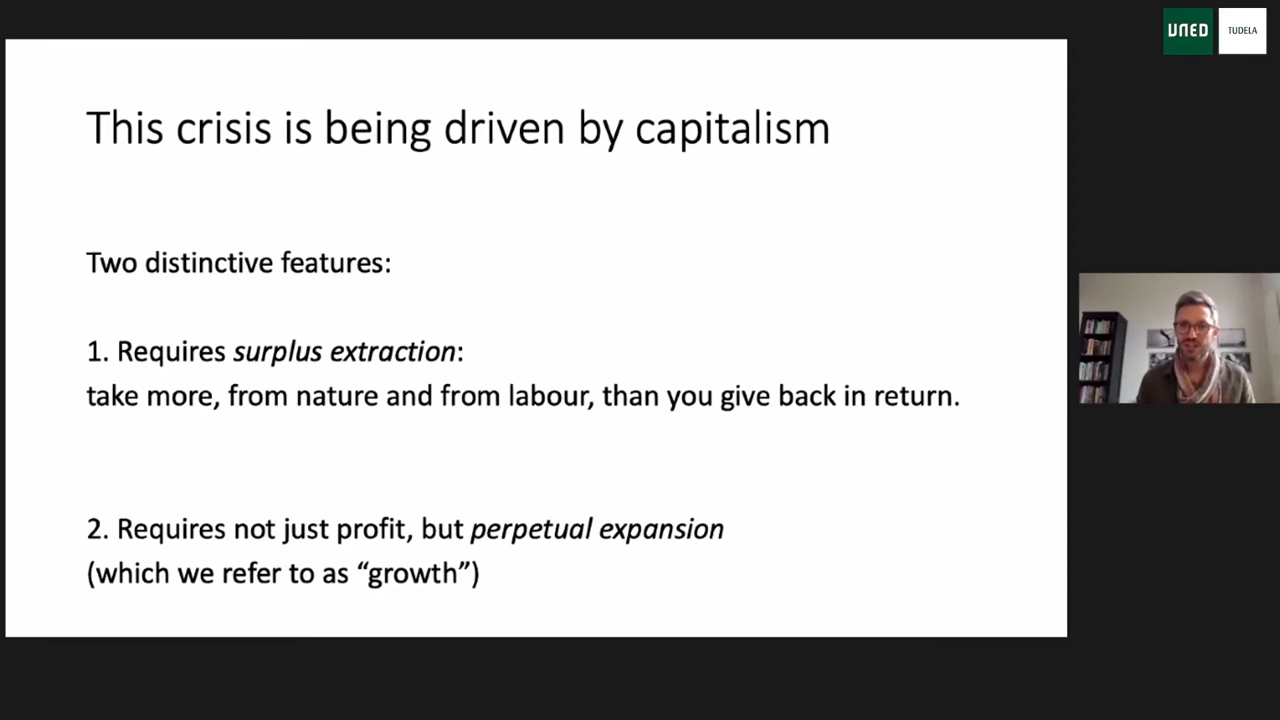 UNED
TUDELA
This crisis is being driven by capitalism
Two distinctive features:
1. Requires surplus extraction:
take more, from nature and from labour, than you give back in return.
2. Requires not just profit, but perpetual expansion
(which we refer to as “growth”)